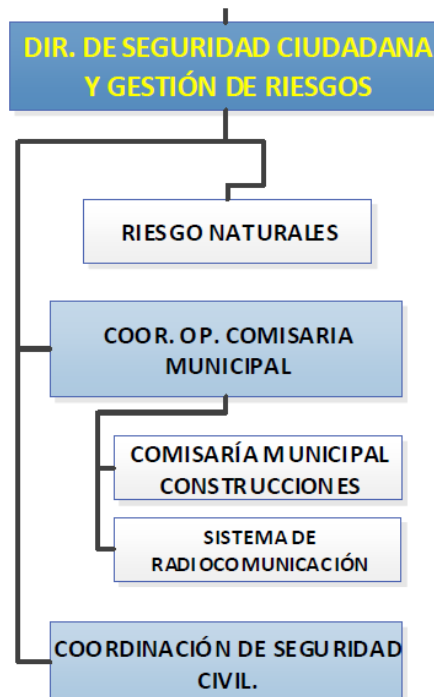 DIR. DE SEGURIDAD CIUDADANA
Y GESTIÓN DE RIESGOS
RIESGO NATURALES
COOR. OP. COMISARIA
MUNICIPAL
COMISARÍA MUNICIPAL
CONSTRUCCIONES
SISTEMA DE
RADIOCOMUNICACIÓN
COORDINACIÓN DE SEGURIDAD
CIVIL.